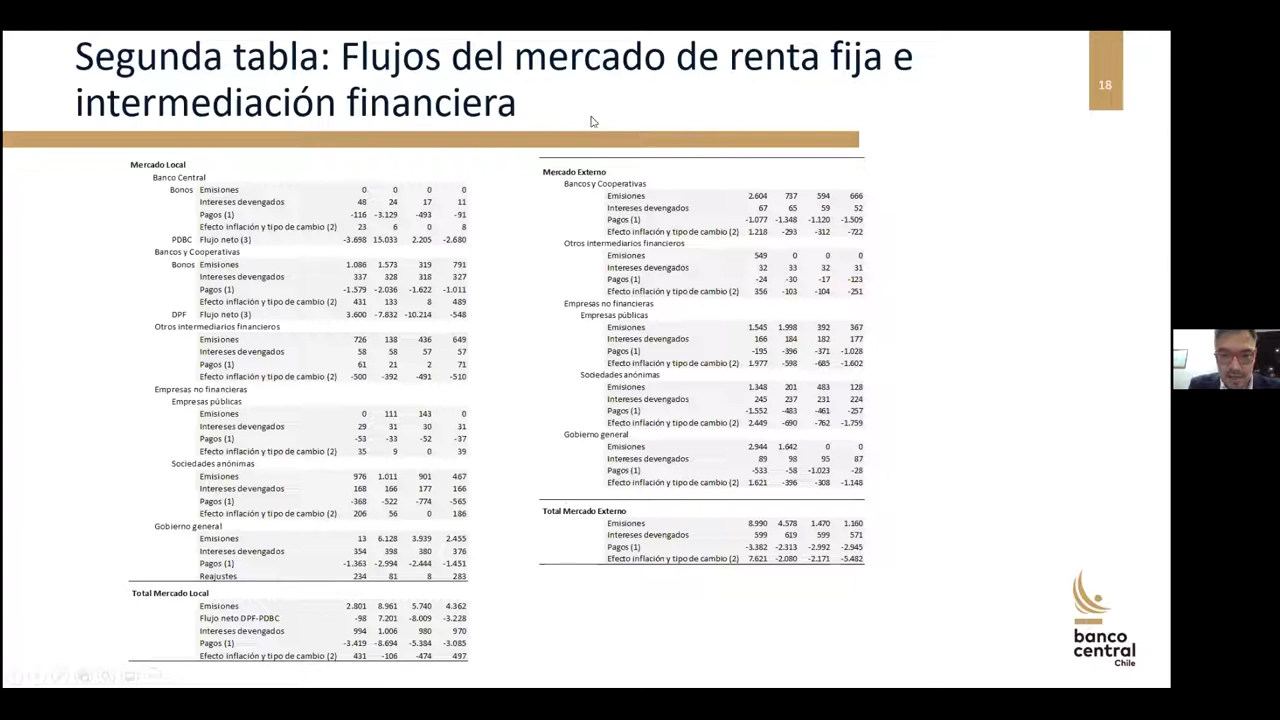 Segunda tabla: Flujos del mercado de renta fija e
intermediación financiera
18
Mercado Local
Banco Central
Bonos Emisiones 0 0 0 0
Intereses devengados 48 24 17 11
Pagos (1) -116 -3.129 -493 -91
Efecto inflación y tipo de cambio (2) 23 6 0 8
PDBC Flujo neto (3) -3.698 15.033 2.205 -2.680
Bancos y Cooperativas
Bonos Emisiones 1.086 1.573 319 791
Intereses devengados 337 328 318 327
Pagos (1) -1.579 -2.036 -1.622 -1.011
Efecto inflación y tipo de cambio (2) 431 133 8 489
DPF Flujo neto (3) 3.600 -7.832 -10.214 -548
Otros intermediarios financieros
Emisiones 726 138 436 649
Intereses devengados 58 58 57 57
Pagos (1) 61 21 2 71
Efecto inflación y tipo de cambio (2) -500 -392 -491 -510
Empresas no financieras
Empresas públicas
Emisiones 0 111 143 0
Intereses devengados 29 31 30 31
Pagos (1) -53 -33 -52 -37
Efecto inflación y tipo de cambio (2) 35 9 0 39
Sociedades anónimas
Emisiones 976 1.011 901 467
Intereses devengados 168 166 177 166
Pagos (1) -368 -522 -774 -565
Efecto inflación y tipo de cambio (2) 206 56 0 186
Gobierno general
Emisiones 13 6.128 3.939 2.455
Intereses devengados 354 398 380 376
Pagos (1) -1.363 -2.994 -2.444 -1.451
Reajustes 234 81 8 283
Total Mercado Local
Emisiones 2.801 8.961 5.740 4.362
Flujo neto DPF-PDBC -98 7.201 -8.009 -3.228
Intereses devengados 994 1.006 980 970
Pagos (1) -3.419 -8.694 -5.384 -3.085
Efecto inflación y tipo de cambio (2) 431 -106 -474 497
Mercado Externo
Bancos y Cooperativas
Emisiones 2.604 737 594 666
Intereses devengados 67 65 59 52
Pagos (1) -1.077 -1.348 -1.120 -1.509
Efecto inflación y tipo de cambio (2) 1.218 -293 -312 -722
Otros intermediarios financieros
Emisiones 549 0 0 0
Intereses devengados 32 33 32 31
Pagos (1) -24 -30 -17 -123
Efecto inflación y tipo de cambio (2) 356 -103 -104 -251
Empresas no financieras
Empresas públicas
Emisiones 1.545 1.998 392 367
Intereses devengados 166 184 182 177
Pagos (1) -195 -396 -371 -1.028
Efecto inflación y tipo de cambio (2) 1.977 -598 -685 -1.602
Sociedades anónimas
Emisiones 1.348 201 483 128
Intereses devengados 245 237 231 224
Pagos (1) -1.552 -483 -461 -257
Efecto inflación y tipo de cambio (2) 2.449 -690 -762 -1.759
Gobierno general
Emisiones 2.944 1.642 0 0
Intereses devengados 89 98 95 87
Pagos (1) -533 -58 -1.023 -28
Efecto inflación y tipo de cambio (2) 1.621 -396 -308 -1.148
Total Mercado Externo
Emisiones 8.990 4.578 1.470 1.160
Intereses devengados 599 619 599 571
Pagos (1) -3.382 -2.313 -2.992 -2.945
Efecto inflación y tipo de cambio (2) 7.621 -2.080 -2.171 -5.482
banco
central
Chile